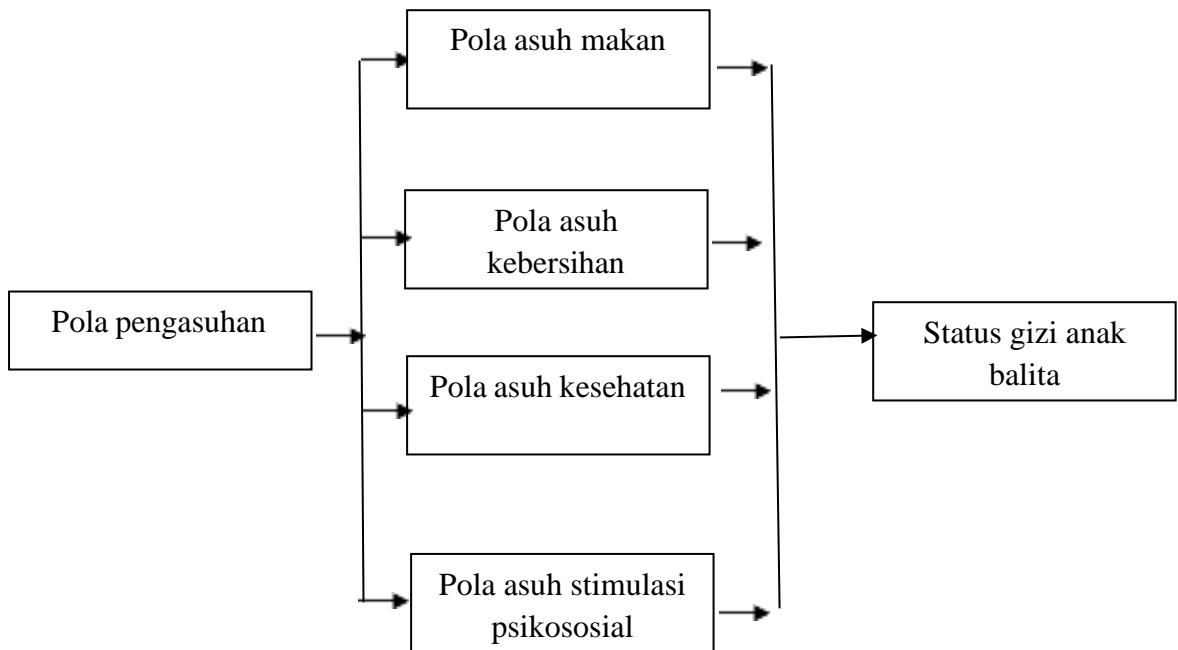 Pola asuh makan
Pola asuh
kebersihan
Pola pengasuhan
Status gizi anak
balita
Pola asuh kesehatan
Pola asuh stimulasi
psikososial